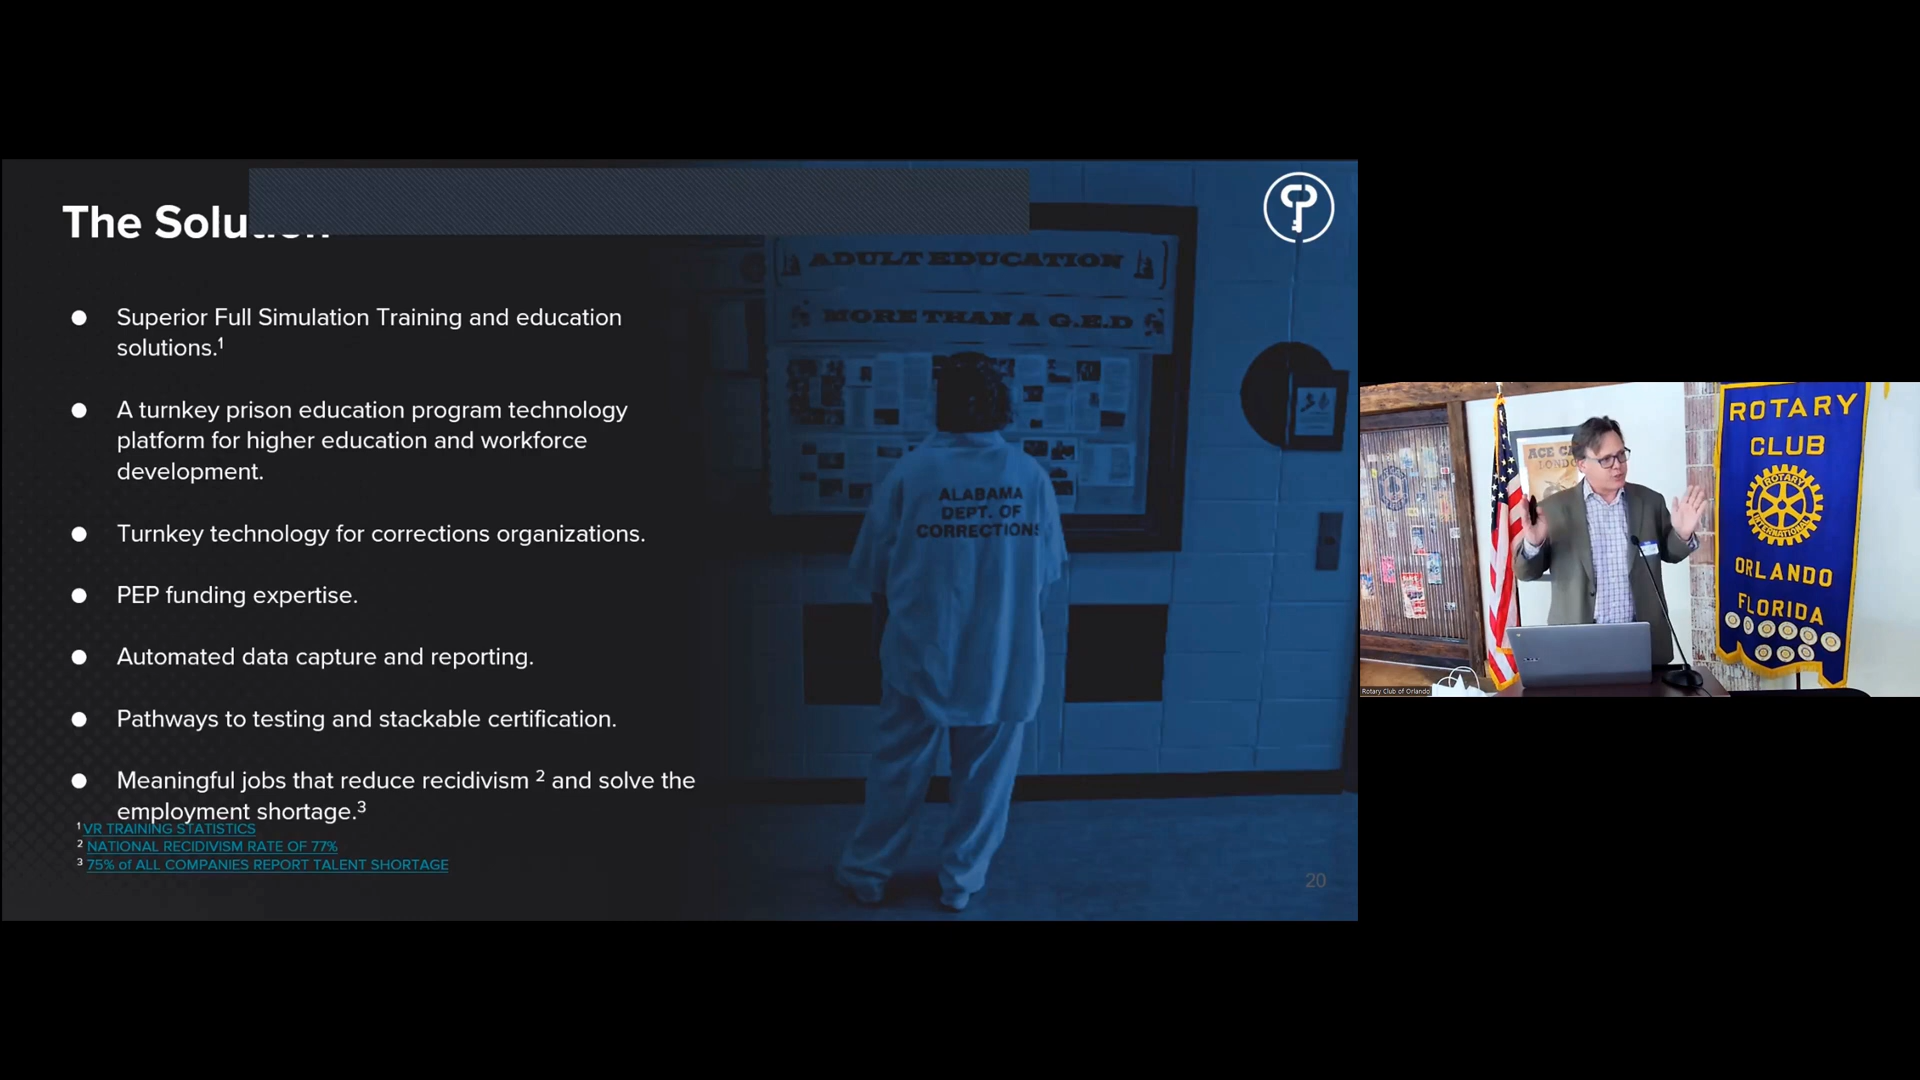 The Solution
Superior Full Simulation Training and education
solutions.¹
A turnkey prison education program technology
platform for higher education and workforce
development.
Turnkey technology for corrections organizations.
PEP funding expertise.
Automated data capture and reporting.
Pathways to testing and stackable certification.
Meaningful jobs that reduce recidivism ² and solve the
employment shortage.³
¹ VR TRAINING STATISTICS
² NATIONAL RECIDIVISM RATE OF 77%
³ 75% of ALL COMPANIES REPORT TALENT SHORTAGE
20
ADULT EDUCATION
MORE THAN A G.E.D
ALABAMA
DEPT. OF
CORRECTIONS
ACE
LONDON
ROTARY
CLUB
ROTARY
INTERNATIONAL
ORLANDO
FLORIDA
Rotary Club of Orlando